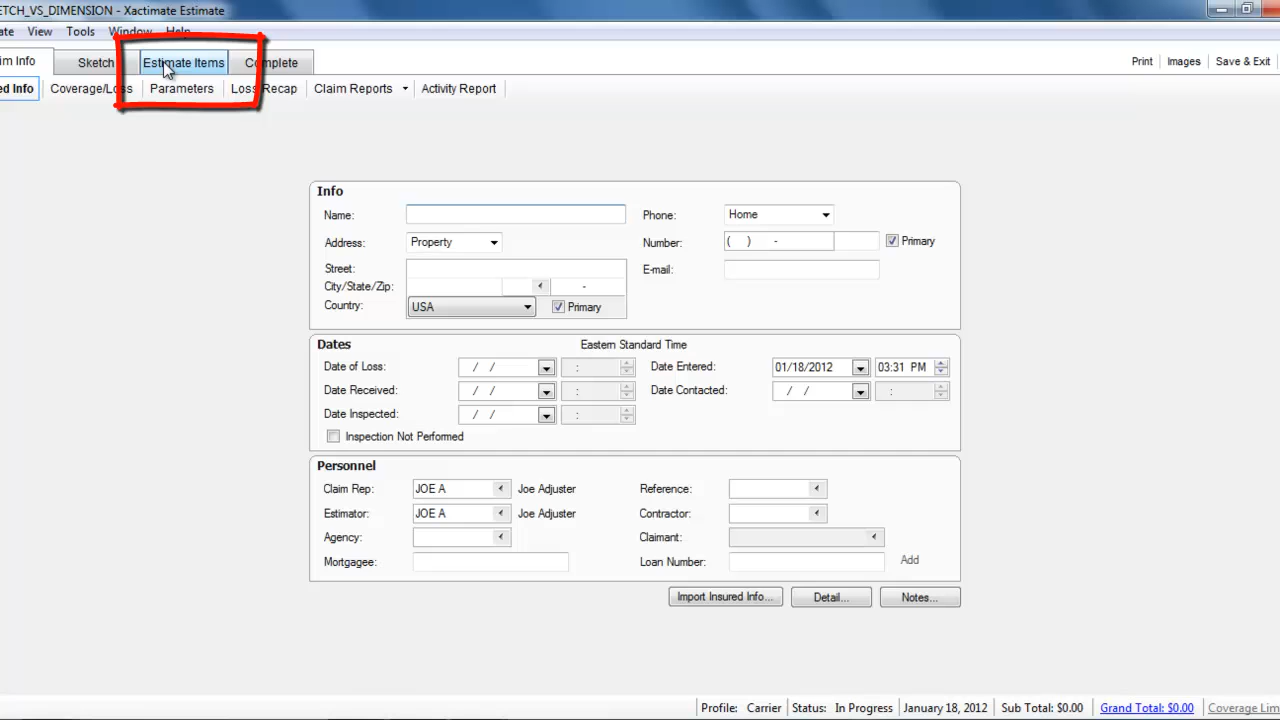 ETCH_VS_DIMENSION - Xactimate Estimate
ate View Tools Window Help
im Info Sketch Estimate Items Complete Print Images Save & Exit
ed Info Coverage/Loss Parameters Loss Recap Claim Reports Activity Report
Info
Name: Phone: Home
Address: Property Number: ( ) - Primary
Street: E-mail:
City/State/Zip: -
Country: USA Primary
Dates Eastern Standard Time
Date of Loss: / / : Date Entered: 01/18/2012 03:31 PM
Date Received: / / : Date Contacted: / / :
Date Inspected: / / :
Inspection Not Performed
Personnel
Claim Rep: JOE A Joe Adjuster Reference:
Estimator: JOE A Joe Adjuster Contractor:
Agency: Claimant:
Mortgagee: Loan Number: Add
Import Insured Info... Detail... Notes...
Profile: Carrier Status: In Progress January 18, 2012 Sub Total: $0.00 Grand Total: $0.00 Coverage Lim